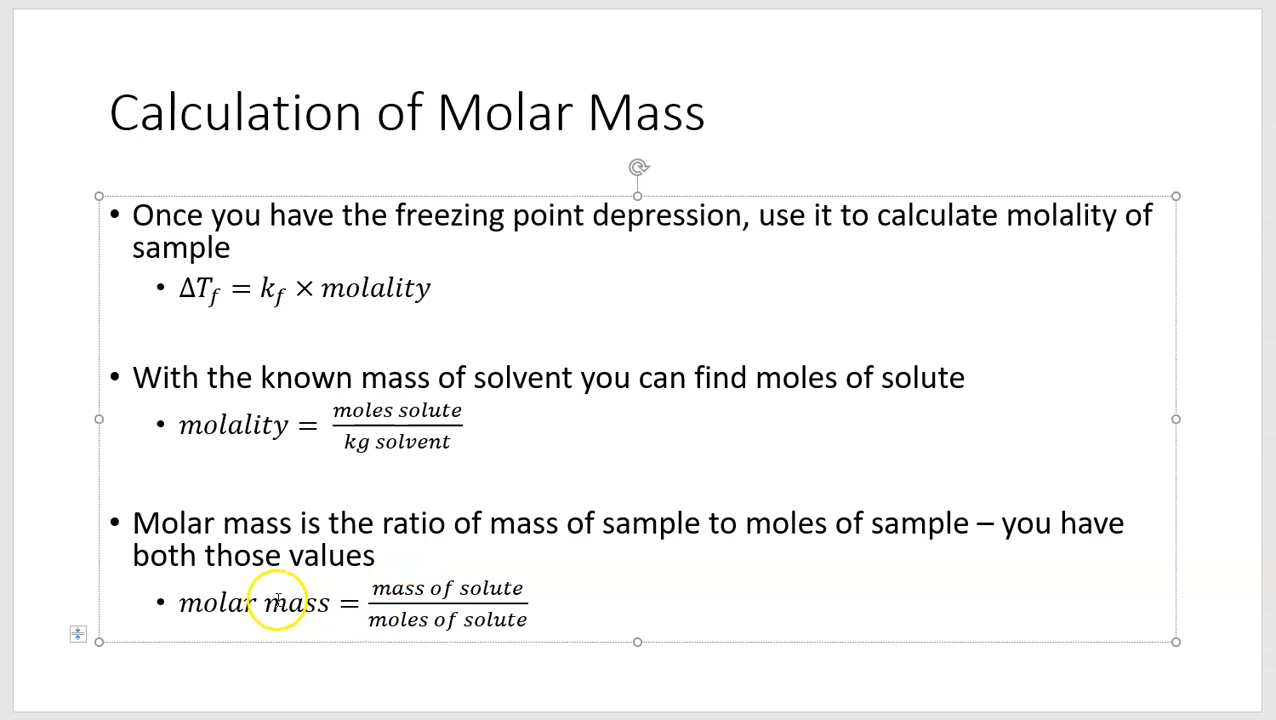 Calculation of Molar Mass
• Once you have the freezing point depression, use it to calculate molality of
sample
• ΔT_f = k_f × molality
• With the known mass of solvent you can find moles of solute
• molality = moles solute / kg solvent
• Molar mass is the ratio of mass of sample to moles of sample – you have
both those values
• molar mass = mass of solute / moles of solute